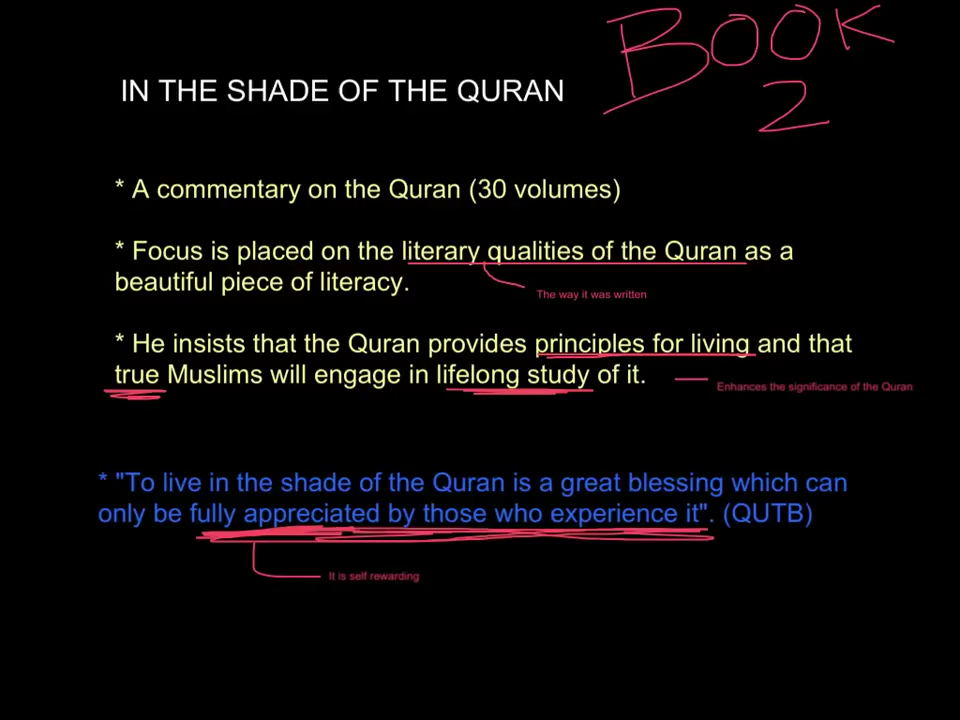 BOOK
2
IN THE SHADE OF THE QURAN
* A commentary on the Quran (30 volumes)
* Focus is placed on the literary qualities of the Quran as a
beautiful piece of literacy.
The way it was written
* He insists that the Quran provides principles for living and that
true Muslims will engage in lifelong study of it.
Enhances the significance of the Quran
* "To live in the shade of the Quran is a great blessing which can
only be fully appreciated by those who experience it". (QUTB)
It is self rewarding